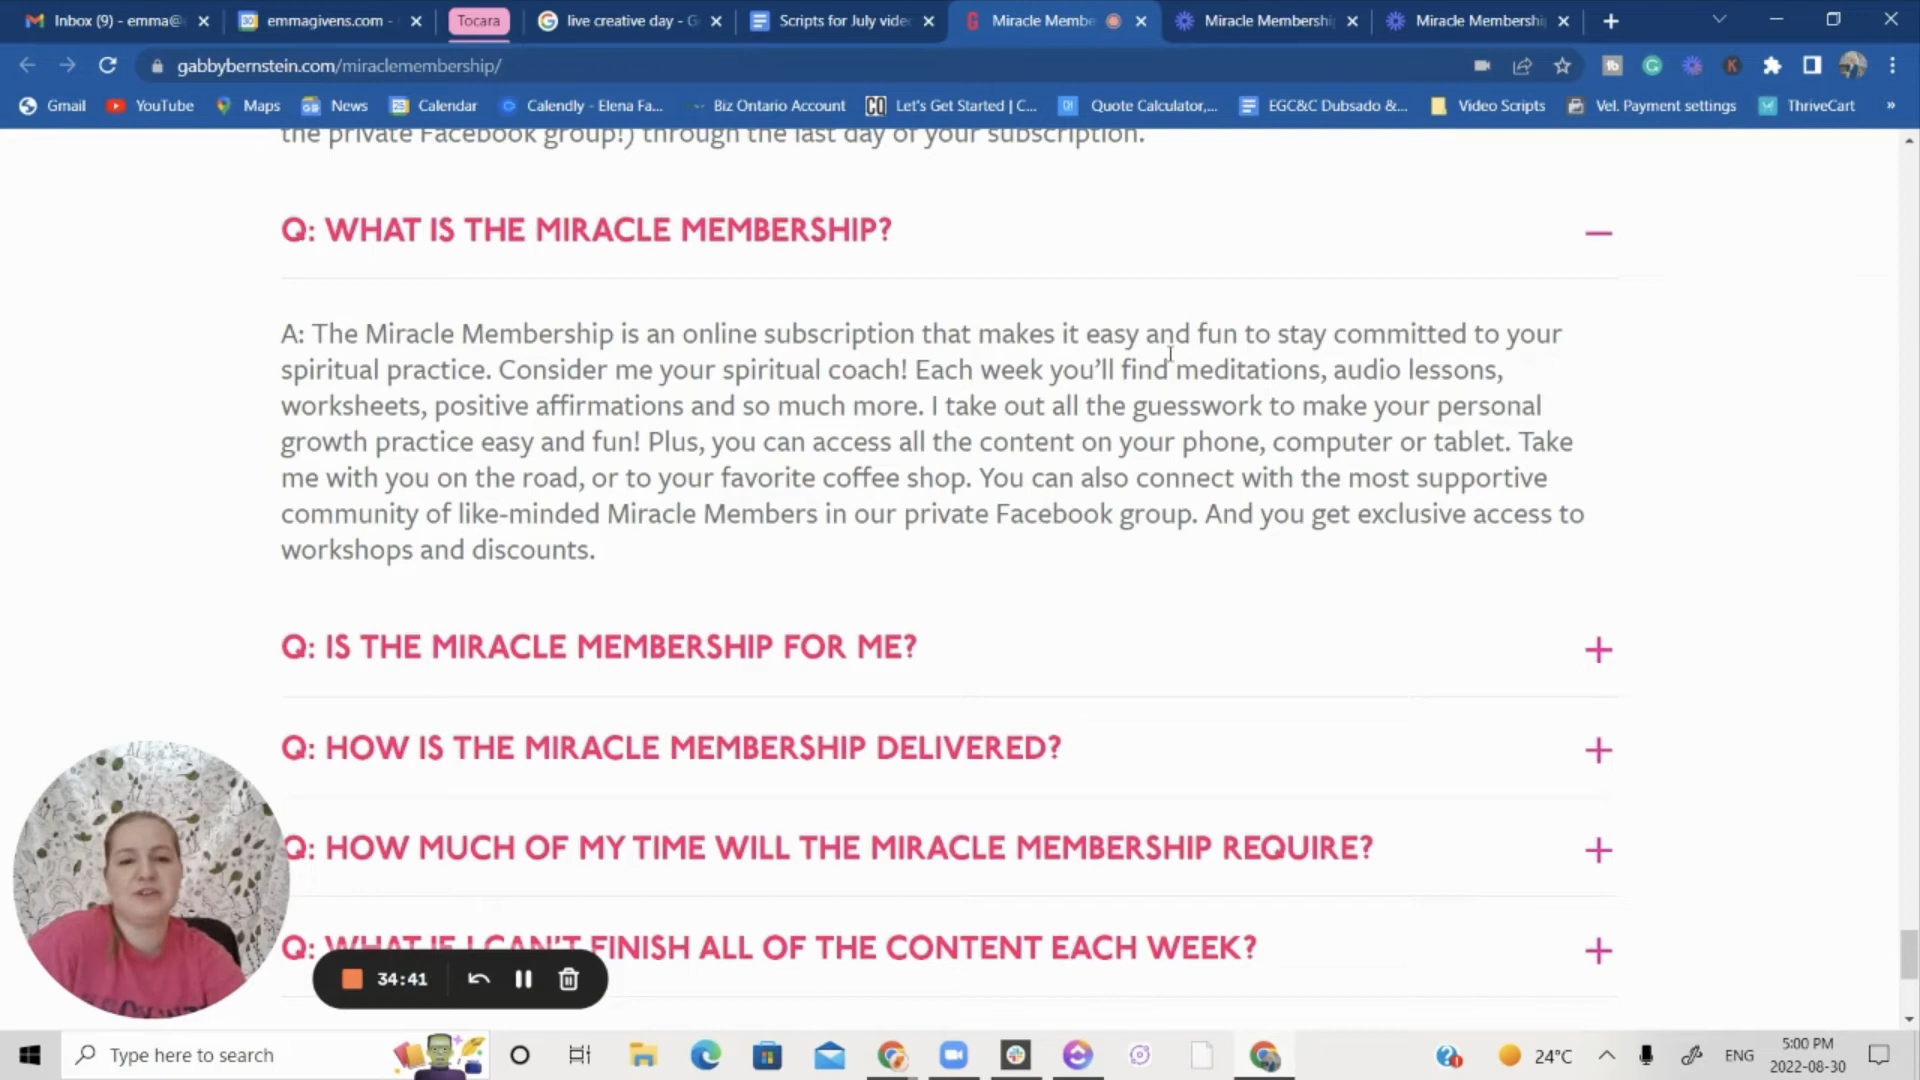 Inbox (9) - emma@
emmagivens.com -
Tocara
live creative day - G
Scripts for July vide
Miracle Membe
Miracle Membershi
Miracle Membershi
gabbybernstein.com/miraclemembership/
Gmail
YouTube
Maps
News
Calendar
Calendly - Elena Fa...
Biz Ontario Account
Let's Get Started | C...
Quote Calculator,...
EGC&C Dubsado &...
Video Scripts
Vel. Payment settings
ThriveCart
»
the private Facebook group!) through the last day of your subscription.
Q: WHAT IS THE MIRACLE MEMBERSHIP?
A: The Miracle Membership is an online subscription that makes it easy and fun to stay committed to your
spiritual practice. Consider me your spiritual coach! Each week you'll find meditations, audio lessons,
worksheets, positive affirmations and so much more. I take out all the guesswork to make your personal
growth practice easy and fun! Plus, you can access all the content on your phone, computer or tablet. Take
me with you on the road, or to your favorite coffee shop. You can also connect with the most supportive
community of like-minded Miracle Members in our private Facebook group. And you get exclusive access to
workshops and discounts.
Q: IS THE MIRACLE MEMBERSHIP FOR ME?
Q: HOW IS THE MIRACLE MEMBERSHIP DELIVERED?
Q: HOW MUCH OF MY TIME WILL THE MIRACLE MEMBERSHIP REQUIRE?
Q: WHAT IF I CAN'T FINISH ALL OF THE CONTENT EACH WEEK?
34:41
Type here to search
24°C
ENG
5:00 PM
2022-08-30